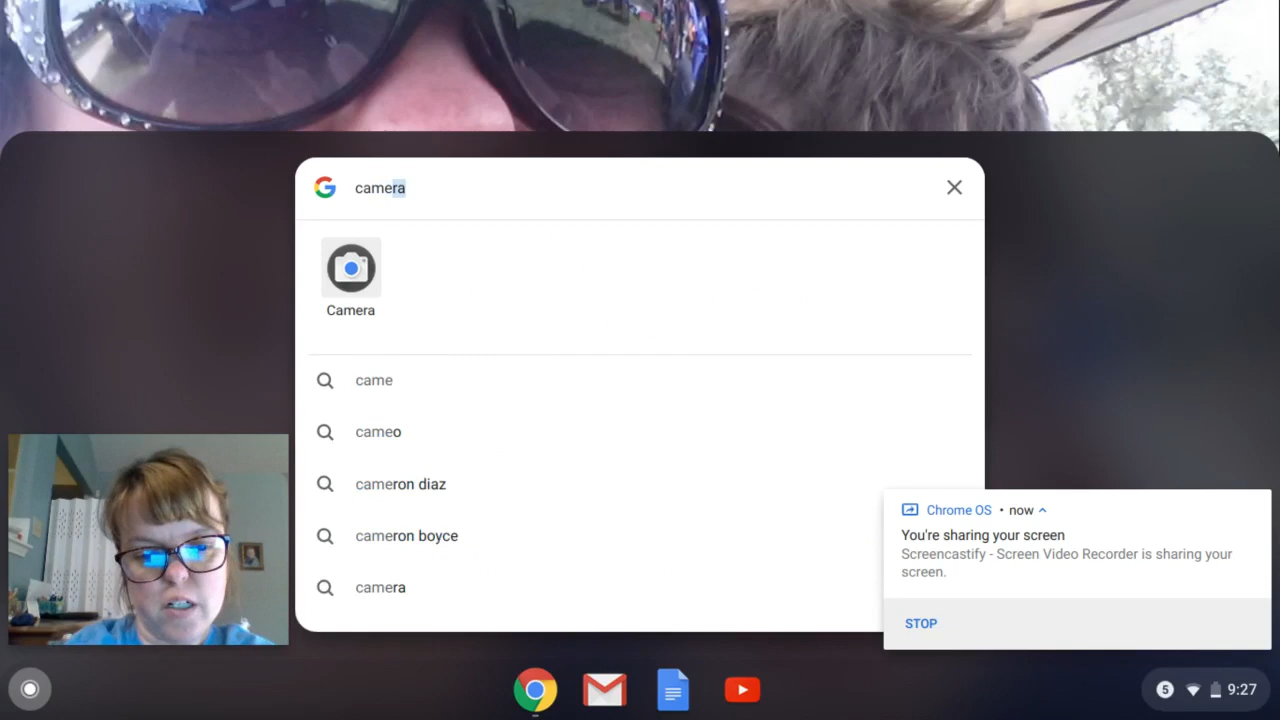 camera
Camera
came
cameo
cameron diaz
cameron boyce
camera
Chrome OS • now
You're sharing your screen
Screencastify - Screen Video Recorder is sharing your
screen.
STOP
5 9:27